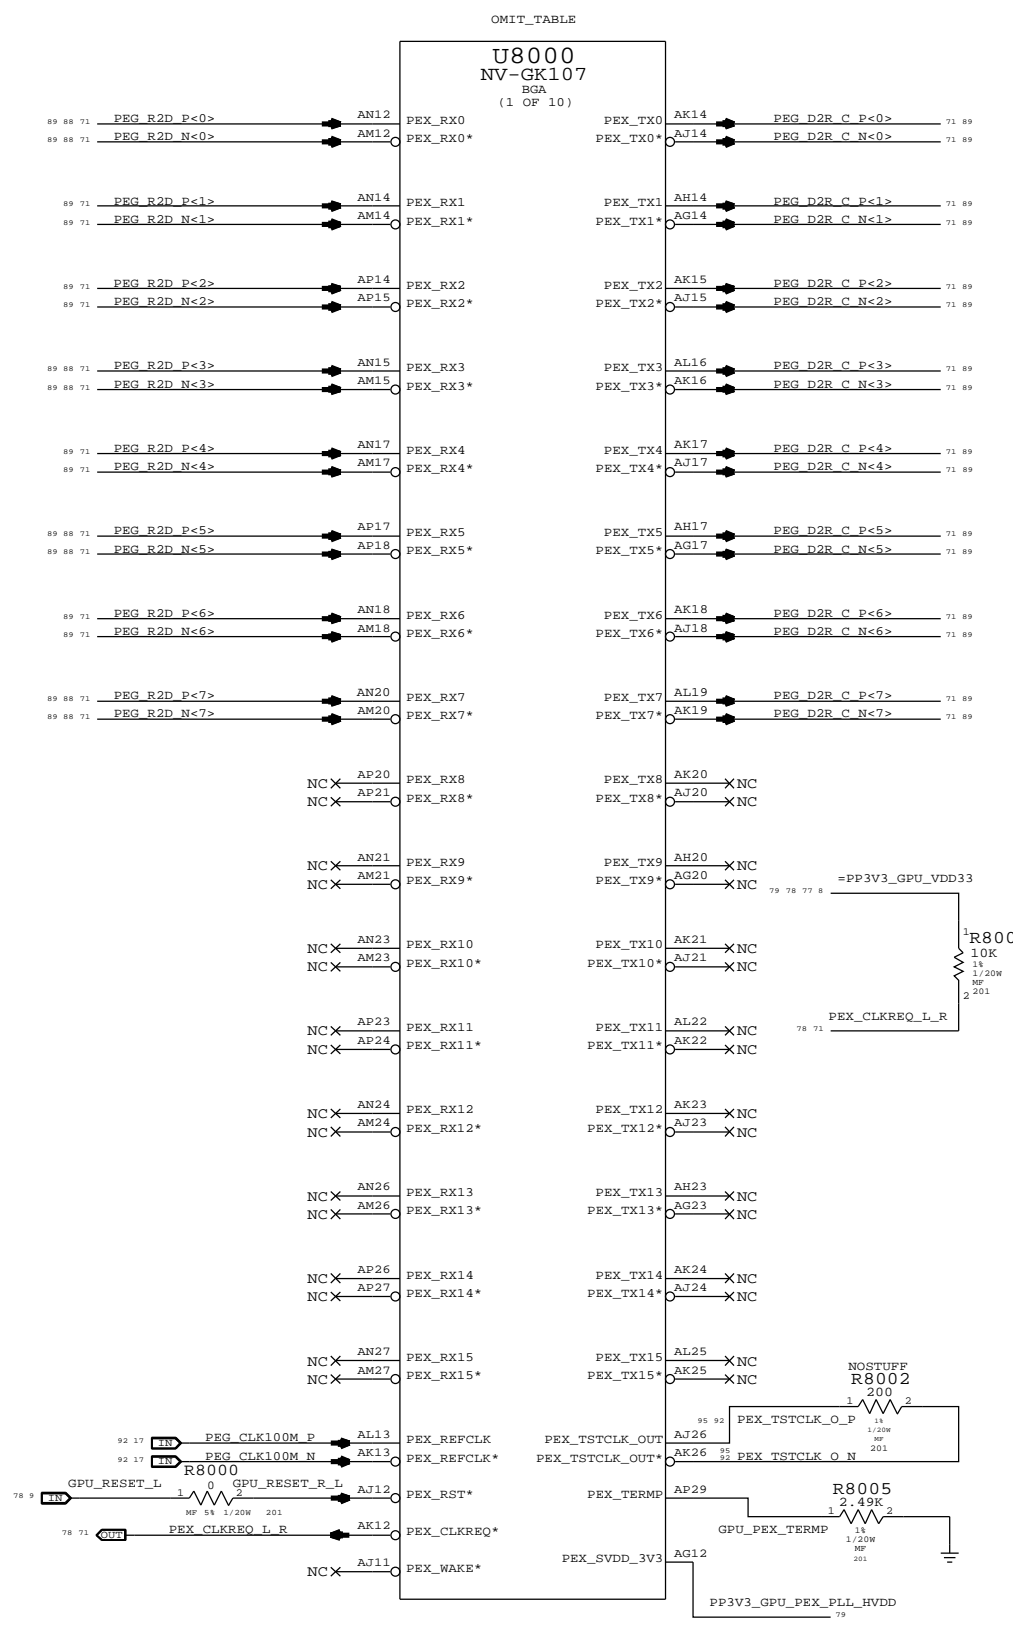 OMIT_TABLE
U8000
NV-GK107
BGA
(1 OF 10)
89 88 71 PEG_R2D_P<0> AN12 PEX_RX0 PEX_TX0 AK14 PEG_D2R_C_P<0> 71 89
89 88 71 PEG_R2D_N<0> AM12 PEX_RX0* PEX_TX0* AJ14 PEG_D2R_C_N<0> 71 89
89 71 PEG_R2D_P<1> AN14 PEX_RX1 PEX_TX1 AH14 PEG_D2R_C_P<1> 71 89
89 71 PEG_R2D_N<1> AM14 PEX_RX1* PEX_TX1* AG14 PEG_D2R_C_N<1> 71 89
89 71 PEG_R2D_P<2> AP14 PEX_RX2 PEX_TX2 AK15 PEG_D2R_C_P<2> 71 89
89 71 PEG_R2D_N<2> AP15 PEX_RX2* PEX_TX2* AJ15 PEG_D2R_C_N<2> 71 89
89 88 71 PEG_R2D_P<3> AN15 PEX_RX3 PEX_TX3 AL16 PEG_D2R_C_P<3> 71 89
89 88 71 PEG_R2D_N<3> AM15 PEX_RX3* PEX_TX3* AK16 PEG_D2R_C_N<3> 71 89
89 71 PEG_R2D_P<4> AN17 PEX_RX4 PEX_TX4 AK17 PEG_D2R_C_P<4> 71 89
89 71 PEG_R2D_N<4> AM17 PEX_RX4* PEX_TX4* AJ17 PEG_D2R_C_N<4> 71 89
89 88 71 PEG_R2D_P<5> AP17 PEX_RX5 PEX_TX5 AH17 PEG_D2R_C_P<5> 71 89
89 88 71 PEG_R2D_N<5> AP18 PEX_RX5* PEX_TX5* AG17 PEG_D2R_C_N<5> 71 89
89 71 PEG_R2D_P<6> AN18 PEX_RX6 PEX_TX6 AK18 PEG_D2R_C_P<6> 71 89
89 71 PEG_R2D_N<6> AM18 PEX_RX6* PEX_TX6* AJ18 PEG_D2R_C_N<6> 71 89
89 88 71 PEG_R2D_P<7> AN20 PEX_RX7 PEX_TX7 AL19 PEG_D2R_C_P<7> 71 89
89 88 71 PEG_R2D_N<7> AM20 PEX_RX7* PEX_TX7* AK19 PEG_D2R_C_N<7> 71 89
NC AP20 PEX_RX8 PEX_TX8 AK20 NC
NC AP21 PEX_RX8* PEX_TX8* AJ20 NC
NC AN21 PEX_RX9 PEX_TX9 AH20 NC
NC AM21 PEX_RX9* PEX_TX9* AG20 NC
=PP3V3_GPU_VDD33
79 78 77 8
NC AN23 PEX_RX10 PEX_TX10 AK21 NC
NC AM23 PEX_RX10* PEX_TX10* AJ21 NC
1 R800
10K
1%
1/20W
MF
201
2
NC AP23 PEX_RX11 PEX_TX11 AL22 NC
NC AP24 PEX_RX11* PEX_TX11* AK22 NC
PEX_CLKREQ_L_R
78 71
NC AN24 PEX_RX12 PEX_TX12 AK23 NC
NC AM24 PEX_RX12* PEX_TX12* AJ23 NC
NC AN26 PEX_RX13 PEX_TX13 AH23 NC
NC AM26 PEX_RX13* PEX_TX13* AG23 NC
NC AP26 PEX_RX14 PEX_TX14 AK24 NC
NC AP27 PEX_RX14* PEX_TX14* AJ24 NC
NC AN27 PEX_RX15 PEX_TX15 AL25 NC
NC AM27 PEX_RX15* PEX_TX15* AK25 NC
NOSTUFF
R8002
1 200 2
1%
1/20W
MF
201
95 92 PEX_TSTCLK_O_P
92 17 IN PEG_CLK100M_P AL13 PEX_REFCLK PEX_TSTCLK_OUT AJ26
92 17 IN PEG_CLK100M_N AK13 PEX_REFCLK* PEX_TSTCLK_OUT* AK26 95 92 PEX_TSTCLK_O_N
R8000
78 9 IN GPU_RESET_L 1 0 2 GPU_RESET_R_L AJ12 PEX_RST* PEX_TERMP AP29
MF 5% 1/20W 201
R8005
1 2.49K 2
1%
1/20W
MF
201
GPU_PEX_TERMP
78 71 OUT PEX_CLKREQ_L_R AK12 PEX_CLKREQ*
NC AJ11 PEX_WAKE* PEX_SVDD_3V3 AG12
PP3V3_GPU_PEX_PLL_HVDD
79